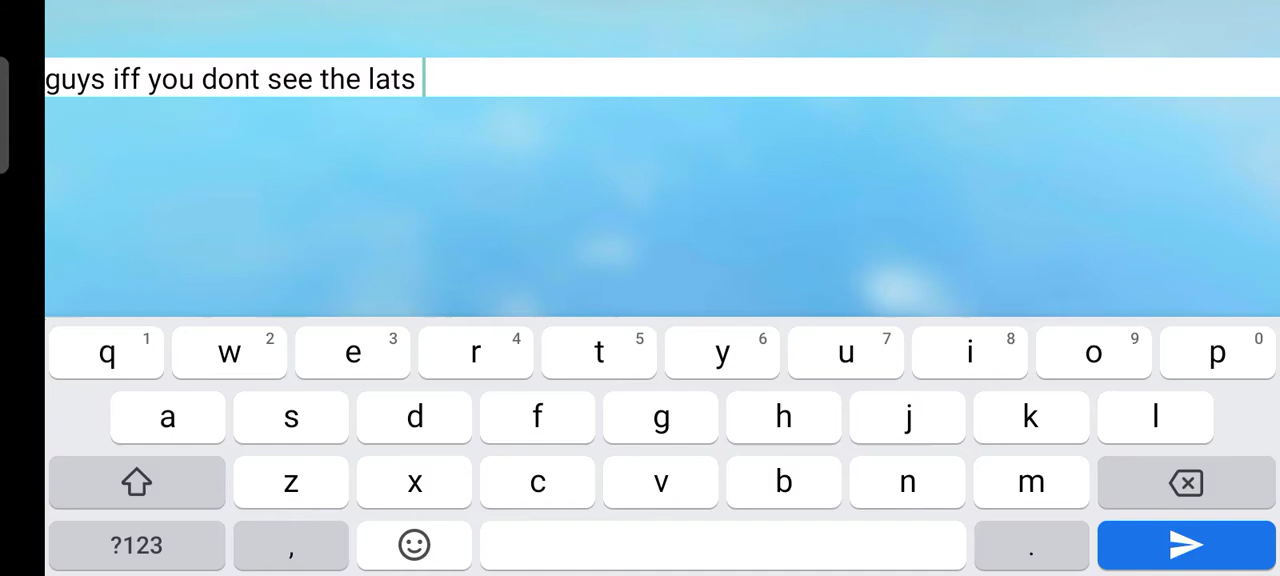 guys iff you dont see the lats
q 1 w 2 e 3 r 4 t 5 y 6 u 7 i 8 o 9 p 0
a s d f g h j k l
z x c v b n m
?123 , .